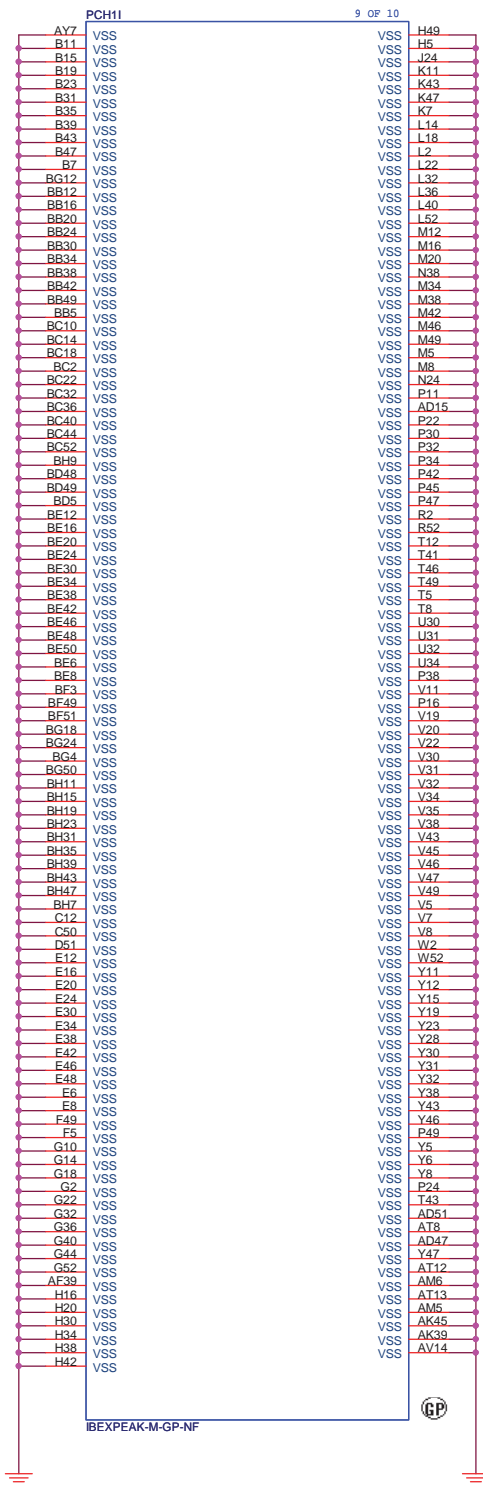 PCH1I 9 OF 10
AY7 VSS VSS H49
B11 VSS VSS H5
B15 VSS VSS J24
B19 VSS VSS K11
B23 VSS VSS K43
B31 VSS VSS K47
B35 VSS VSS K7
B39 VSS VSS L14
B43 VSS VSS L18
B47 VSS VSS L2
B7 VSS VSS L22
BG12 VSS VSS L32
BB12 VSS VSS L36
BB16 VSS VSS L40
BB20 VSS VSS L52
BB24 VSS VSS M12
BB30 VSS VSS M16
BB34 VSS VSS M20
BB38 VSS VSS N38
BB42 VSS VSS M34
BB49 VSS VSS M38
BB5 VSS VSS M42
BC10 VSS VSS M46
BC14 VSS VSS M49
BC18 VSS VSS M5
BC2 VSS VSS M8
BC22 VSS VSS N24
BC32 VSS VSS P11
BC36 VSS VSS AD15
BC40 VSS VSS P22
BC44 VSS VSS P30
BC52 VSS VSS P32
BH9 VSS VSS P34
BD48 VSS VSS P42
BD49 VSS VSS P45
BD5 VSS VSS P47
BE12 VSS VSS R2
BE16 VSS VSS R52
BE20 VSS VSS T12
BE24 VSS VSS T41
BE30 VSS VSS T46
BE34 VSS VSS T49
BE38 VSS VSS T5
BE42 VSS VSS T8
BE46 VSS VSS U30
BE48 VSS VSS U31
BE50 VSS VSS U32
BE6 VSS VSS U34
BE8 VSS VSS P38
BF3 VSS VSS V11
BF49 VSS VSS P16
BF51 VSS VSS V19
BG18 VSS VSS V20
BG24 VSS VSS V22
BG4 VSS VSS V30
BG50 VSS VSS V31
BH11 VSS VSS V32
BH15 VSS VSS V34
BH19 VSS VSS V35
BH23 VSS VSS V38
BH31 VSS VSS V43
BH35 VSS VSS V45
BH39 VSS VSS V46
BH43 VSS VSS V47
BH47 VSS VSS V49
BH7 VSS VSS V5
C12 VSS VSS V7
C50 VSS VSS V8
D51 VSS VSS W2
E12 VSS VSS W52
E16 VSS VSS Y11
E20 VSS VSS Y12
E24 VSS VSS Y15
E30 VSS VSS Y19
E34 VSS VSS Y23
E38 VSS VSS Y28
E42 VSS VSS Y30
E46 VSS VSS Y31
E48 VSS VSS Y32
E6 VSS VSS Y38
E8 VSS VSS Y43
F49 VSS VSS Y46
F5 VSS VSS P49
G10 VSS VSS Y5
G14 VSS VSS Y6
G18 VSS VSS Y8
G2 VSS VSS P24
G22 VSS VSS T43
G32 VSS VSS AD51
G36 VSS VSS AT8
G40 VSS VSS AD47
G44 VSS VSS Y47
G52 VSS VSS AT12
AF39 VSS VSS AM6
H16 VSS VSS AT13
H20 VSS VSS AM5
H30 VSS VSS AK45
H34 VSS VSS AK39
H38 VSS VSS AV14
H42 VSS
GP
IBEXPEAK-M-GP-NF